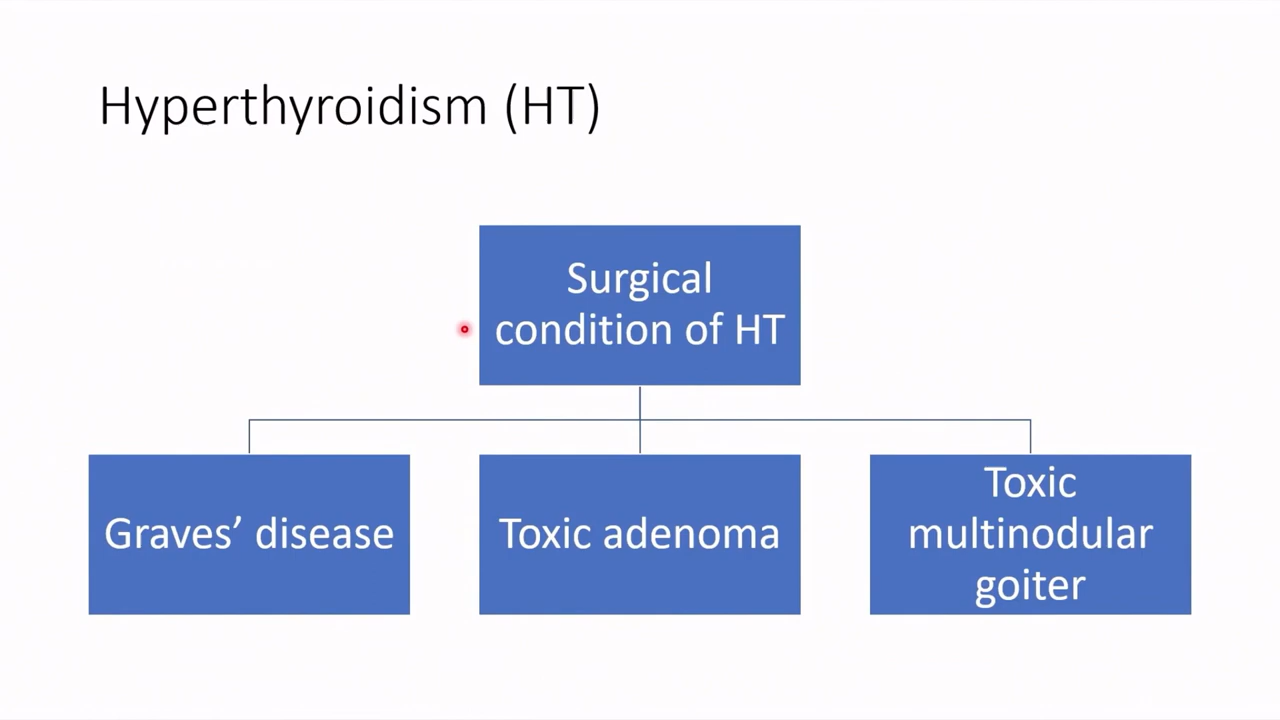 Hyperthyroidism (HT)
Surgical
condition of HT
Graves’ disease
Toxic adenoma
Toxic
multinodular
goiter